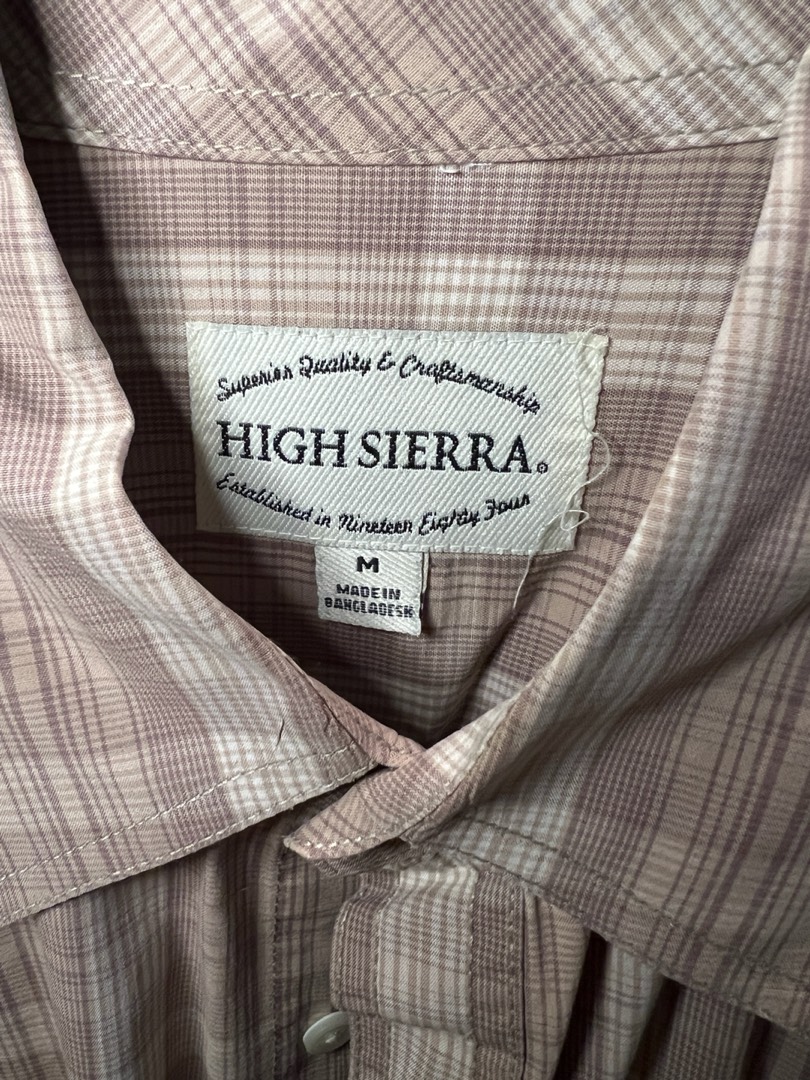 Superior Quality & Craftsmanship
HIGH SIERRA®
Established in Nineteen Eighty Four
M
MADE IN
BANGLADESH